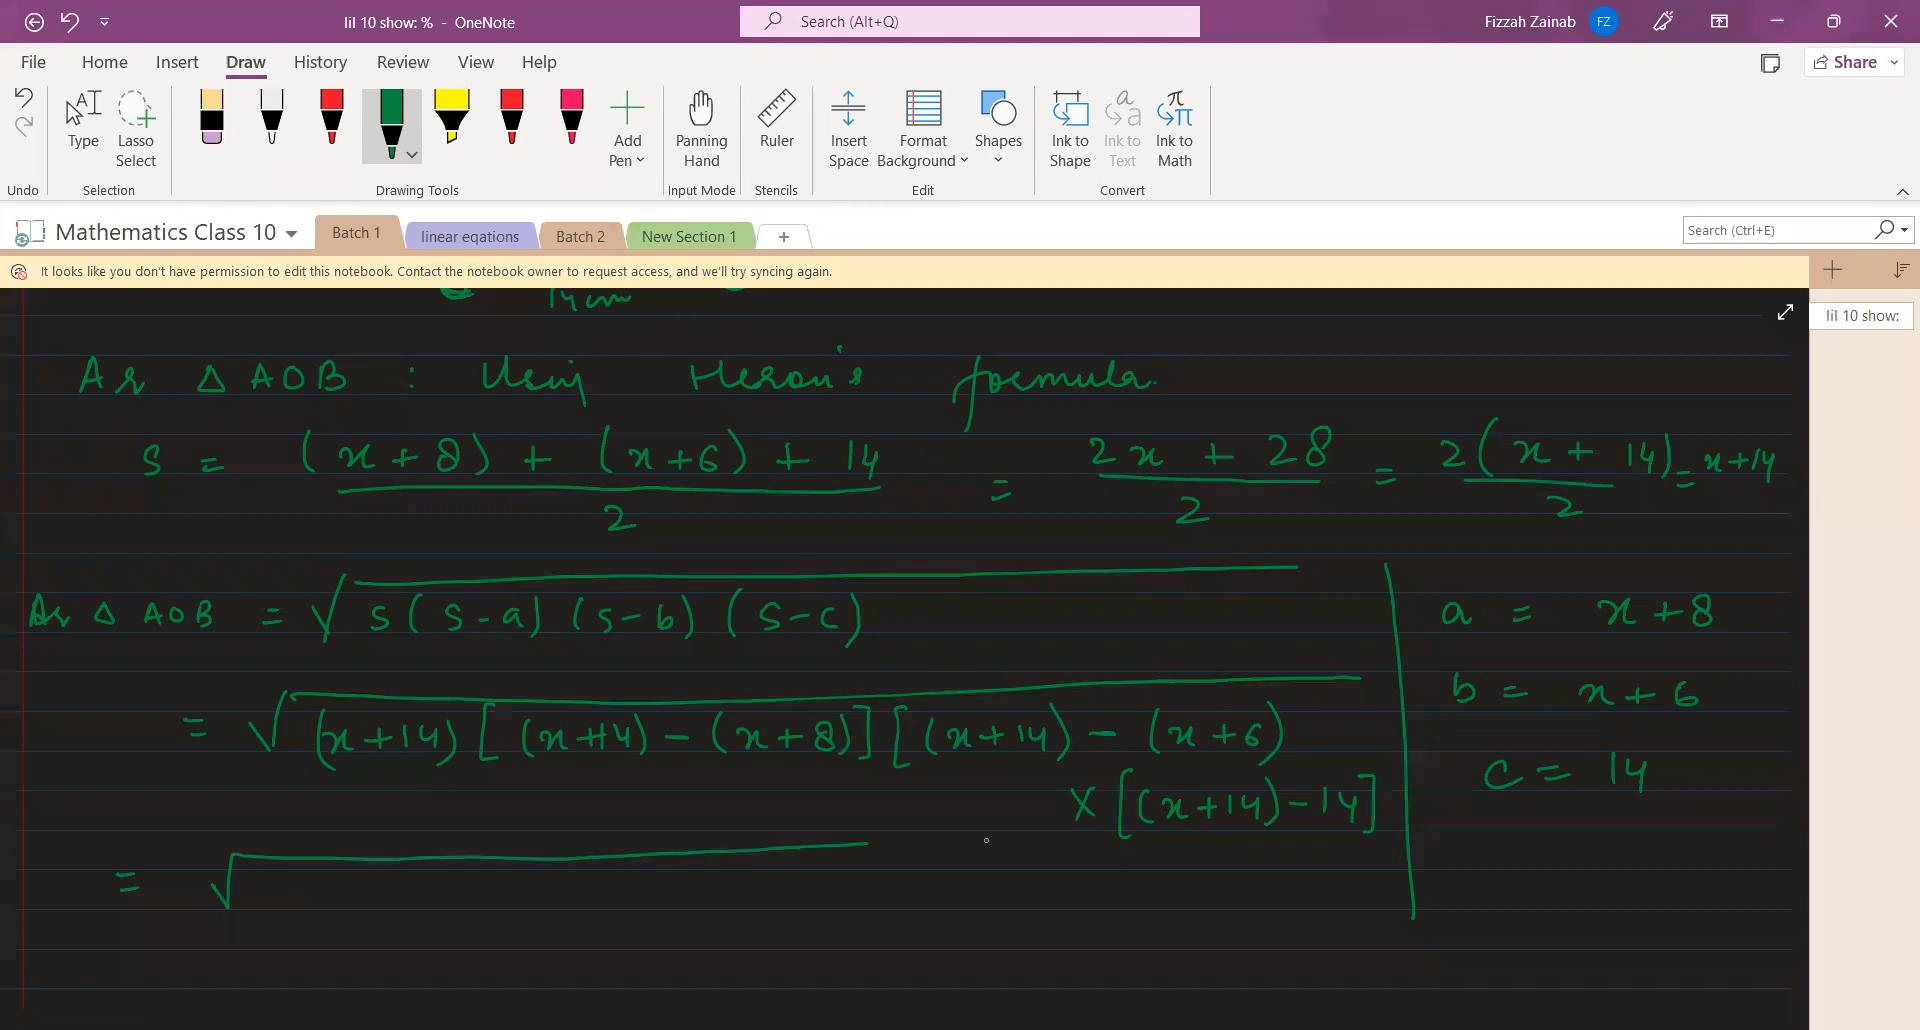 lil 10 show: % - OneNote
Search (Alt+Q)
Fizzah Zainab FZ
File Home Insert Draw History Review View Help
Share
Type
Lasso Select
Add Pen
Panning Hand
Ruler
Insert Space
Format Background
Shapes
Ink to Shape
Ink to Text
Ink to Math
Undo Selection Drawing Tools Input Mode Stencils Edit Convert
Mathematics Class 10 Batch 1 linear eqations Batch 2 New Section 1 +
Search (Ctrl+E)
It looks like you don't have permission to edit this notebook. Contact the notebook owner to request access, and we'll try syncing again.
lil 10 show:
14 cm
Ar △ AOB : Using Heron's formula.
s = ((x+8) + (x+6) + 14)/2 = (2x + 28)/2 = 2(x + 14)/2 = x+14
Ar △ AOB = √s(s-a)(s-b)(s-c)
= √(x+14)[(x+14)-(x+8)][(x+14)-(x+6)
×[(x+14)-14]
= √
a = x+8
b = x+6
c = 14